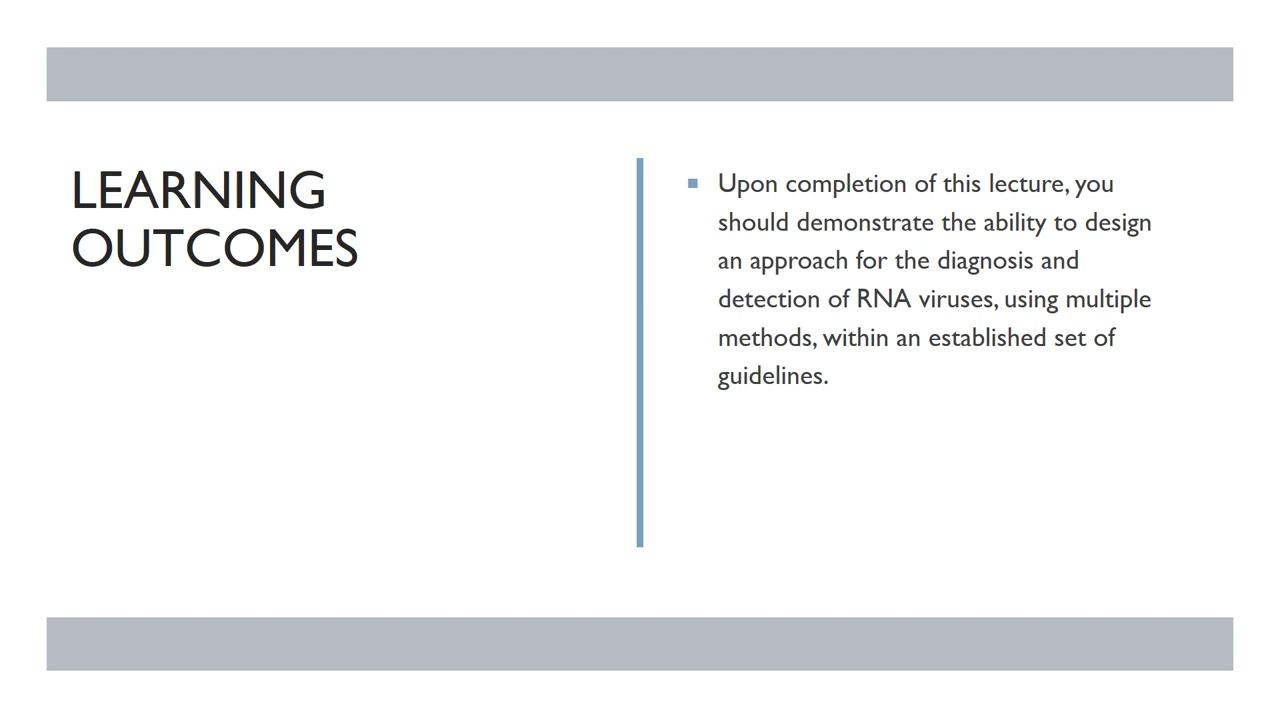 LEARNING
OUTCOMES
Upon completion of this lecture, you
should demonstrate the ability to design
an approach for the diagnosis and
detection of RNA viruses, using multiple
methods, within an established set of
guidelines.